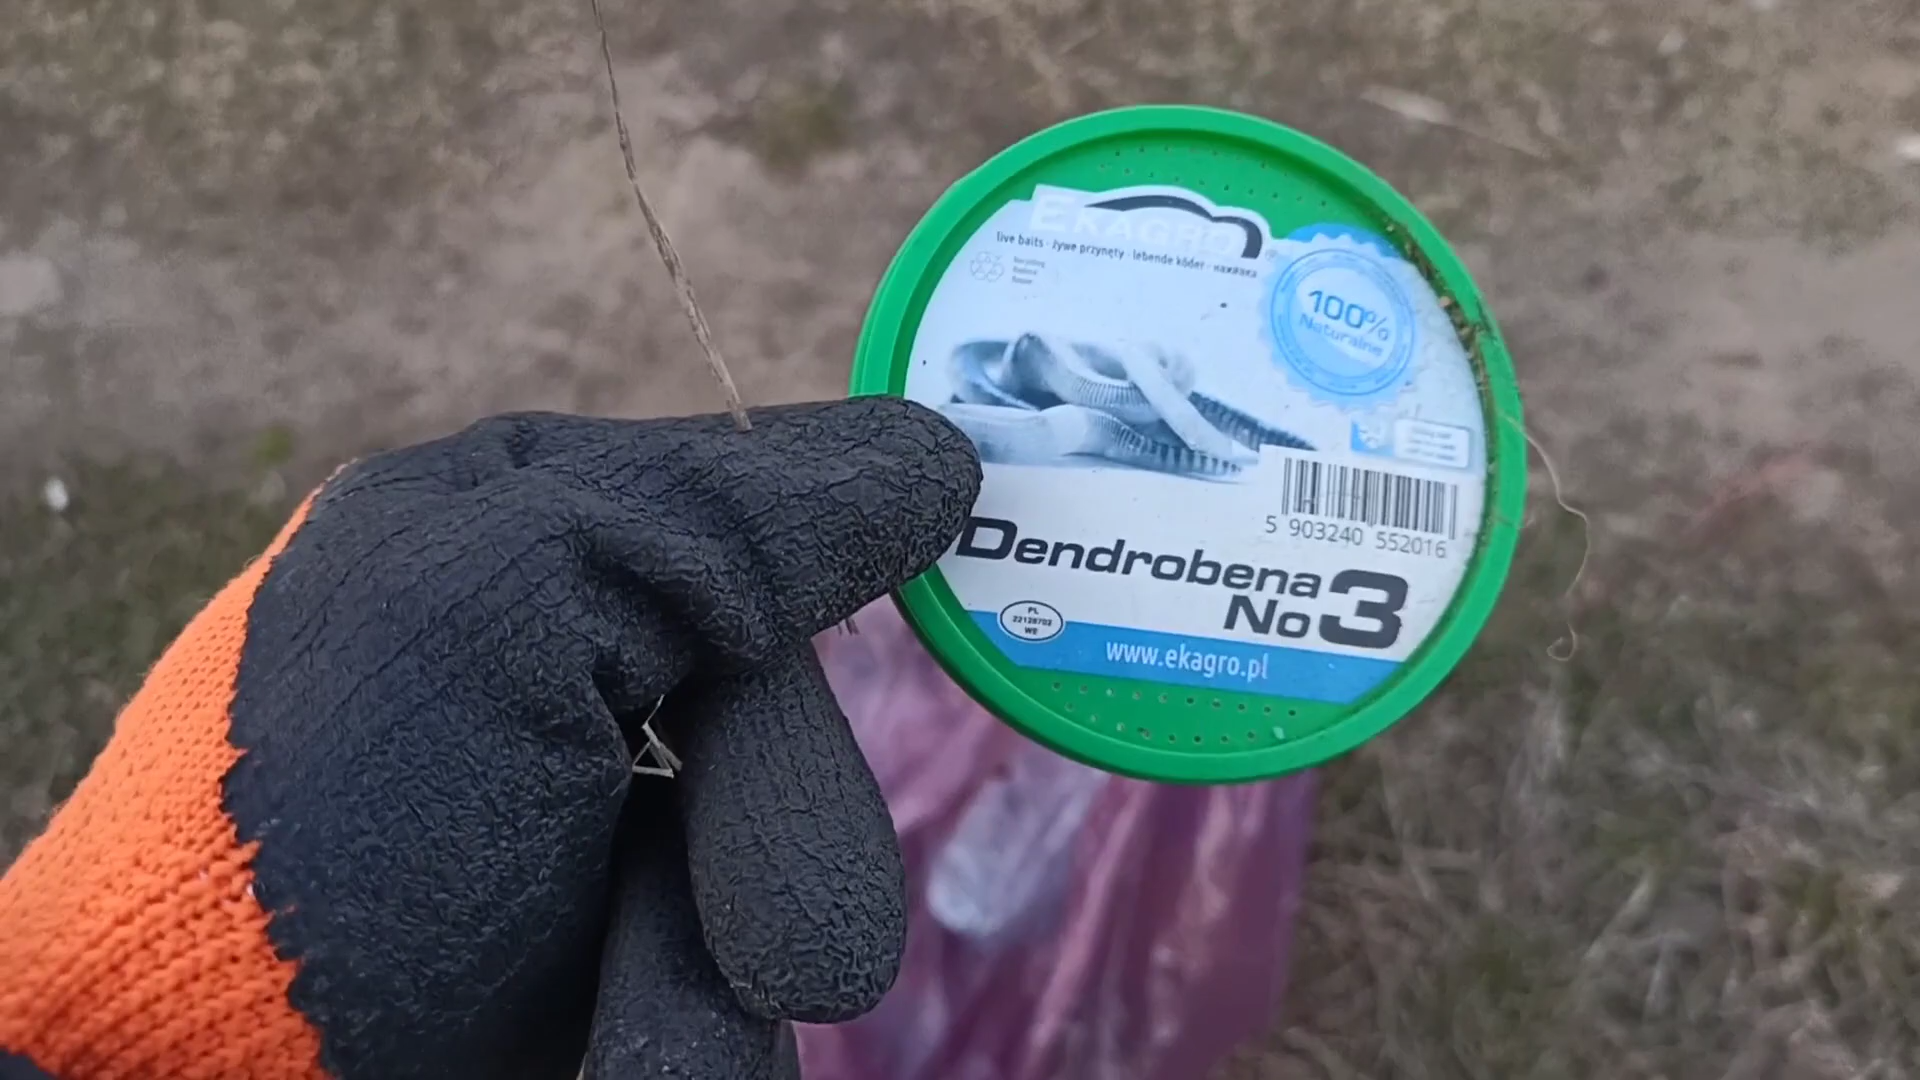 EKAGRO
®
live baits · żywe przynęty · lebende köder · наживка
100%
Naturalne
5 903240 552016
Dendrobena
No 3
PL
22128702
WE
www.ekagro.pl